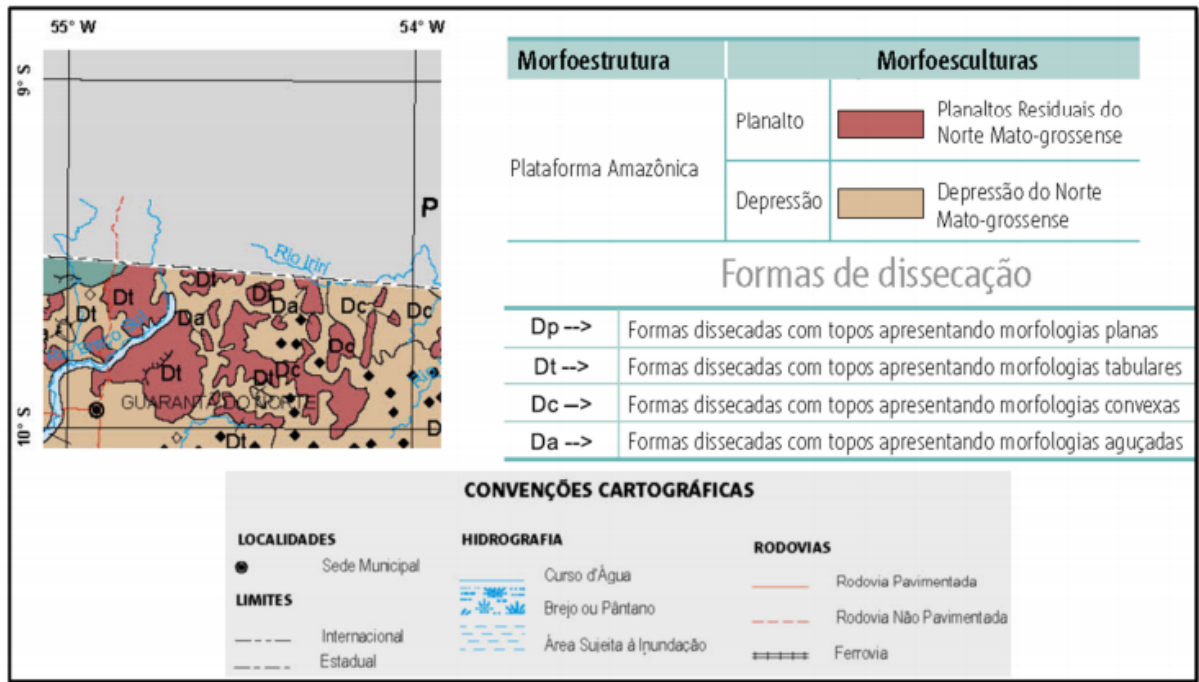 55° W 54° W
9° S
P
Rio Iriri
Dt
Dt
Dt
Da
Dc
Dc
Dt
Da
Dc
Dt
Dt
Dc
GUARANTÃ DO NORTE
10° S
Dt
D
Morfoestrutura Morfoesculturas
Plataforma Amazônica
Planalto
Planaltos Residuais do
Norte Mato-grossense
Depressão
Depressão do Norte
Mato-grossense
Formas de dissecação
Dp --> Formas dissecadas com topos apresentando morfologias planas
Dt --> Formas dissecadas com topos apresentando morfologias tabulares
Dc --> Formas dissecadas com topos apresentando morfologias convexas
Da --> Formas dissecadas com topos apresentando morfologias aguçadas
CONVENÇÕES CARTOGRÁFICAS
LOCALIDADES
Sede Municipal
LIMITES
Internacional
Estadual
HIDROGRAFIA
Curso d'Água
Brejo ou Pântano
Área Sujeita à Inundação
RODOVIAS
Rodovia Pavimentada
Rodovia Não Pavimentada
Ferrovia